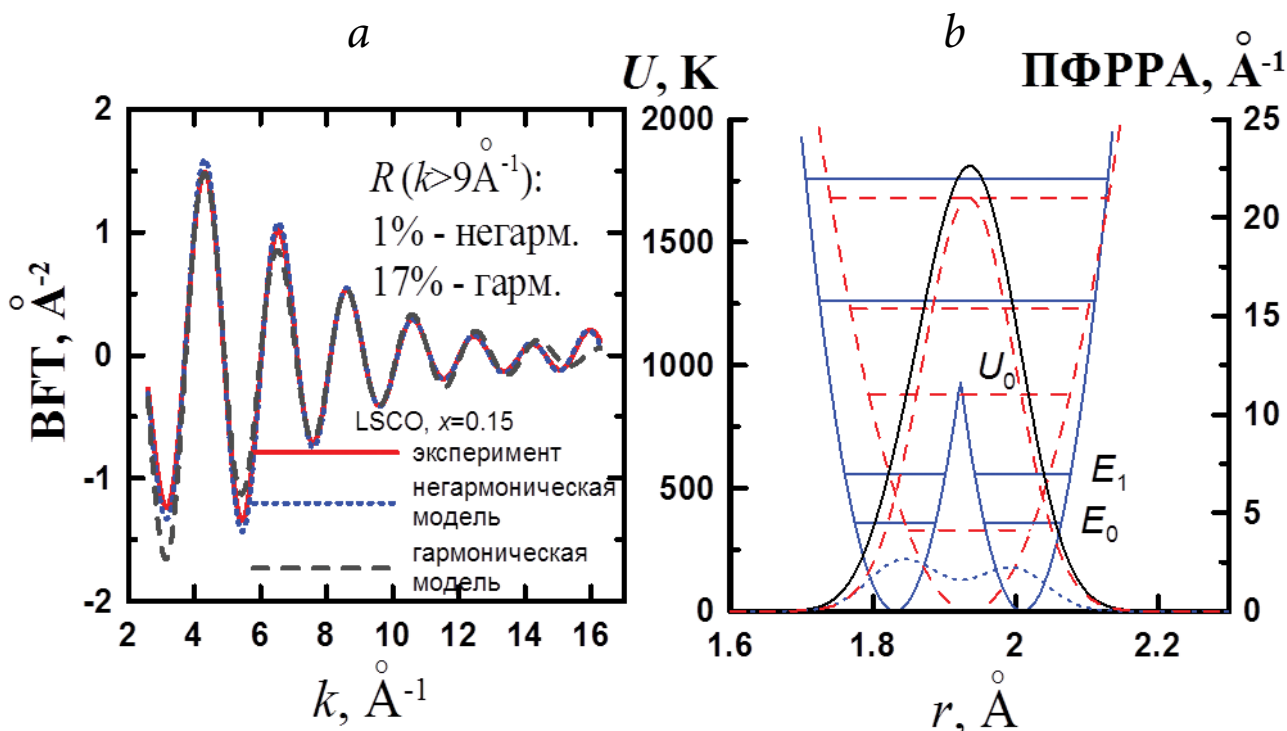 a
2
1
0
-1
-2
2
4
6
8
10
12
14
16
BFT, Å⁻²
k, Å⁻¹
R (k>9Å⁻¹):
1% - негарм.
17% - гарм.
LSCO, x=0.15
эксперимент
негармоническая
модель
гармоническая
модель
b
U, K
ПФРРА, Å⁻¹
2000
1500
1000
500
0
25
20
15
10
5
0
U₀
E₁
E₀
1.6
1.8
2
2.2
r, Å